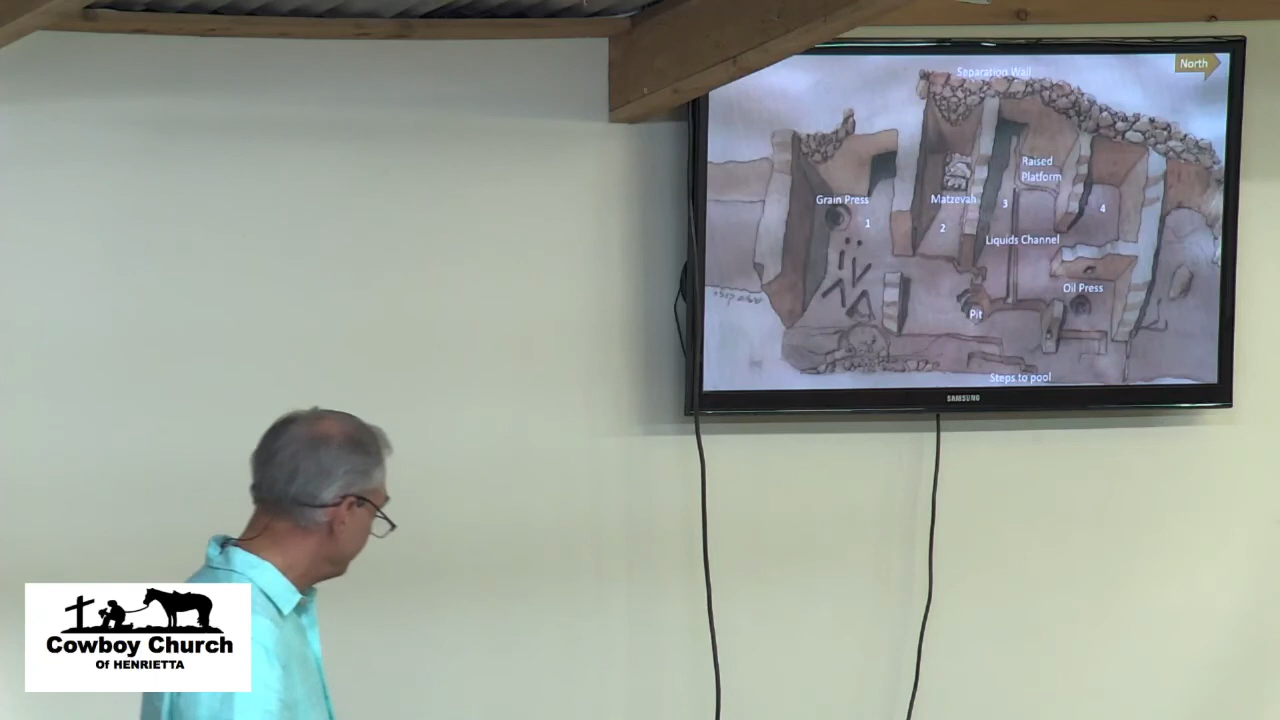 North
Separation Wall
Raised
Platform
Grain Press
Matzevah
1
2
3
4
Liquids Channel
Oil Press
Pit
Steps to pool
SAMSUNG
Cowboy Church
OF HENRIETTA